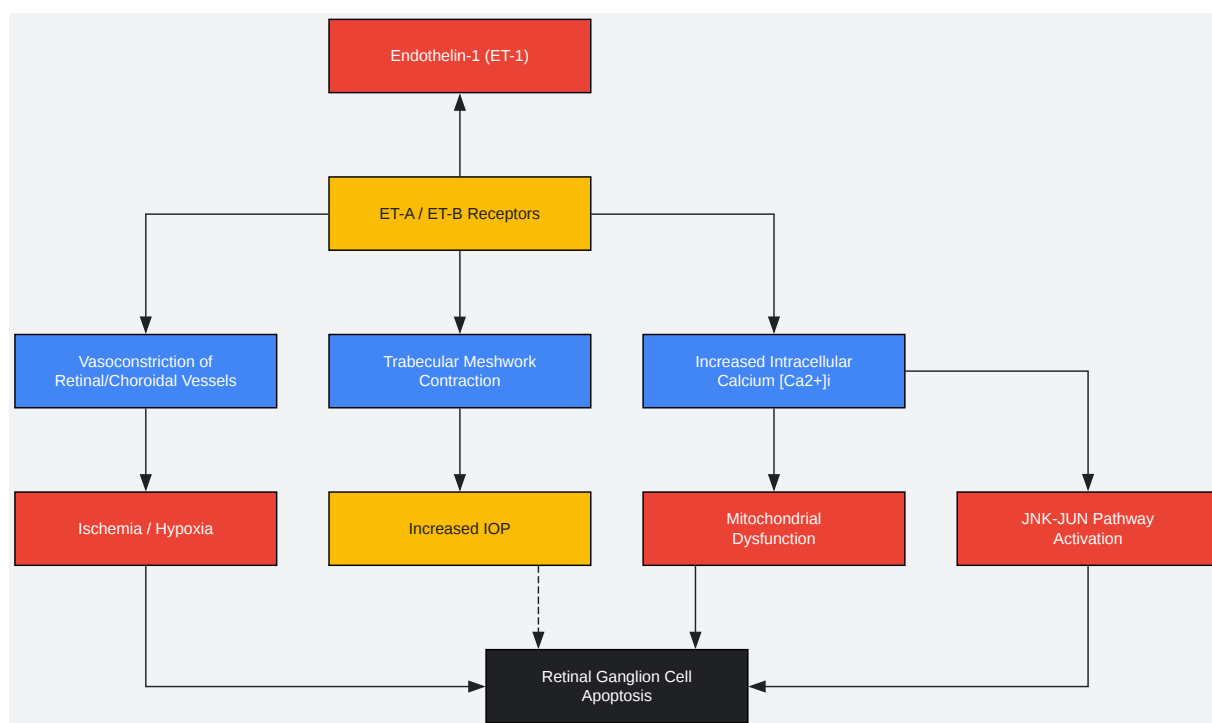 Endothelin-1 (ET-1)
ET-A / ET-B Receptors
Vasoconstriction of
Retinal/Choroidal Vessels
Trabecular Meshwork
Contraction
Increased Intracellular
Calcium [Ca2+]i
Ischemia / Hypoxia
Increased IOP
Mitochondrial
Dysfunction
JNK-JUN Pathway
Activation
Retinal Ganglion Cell
Apoptosis